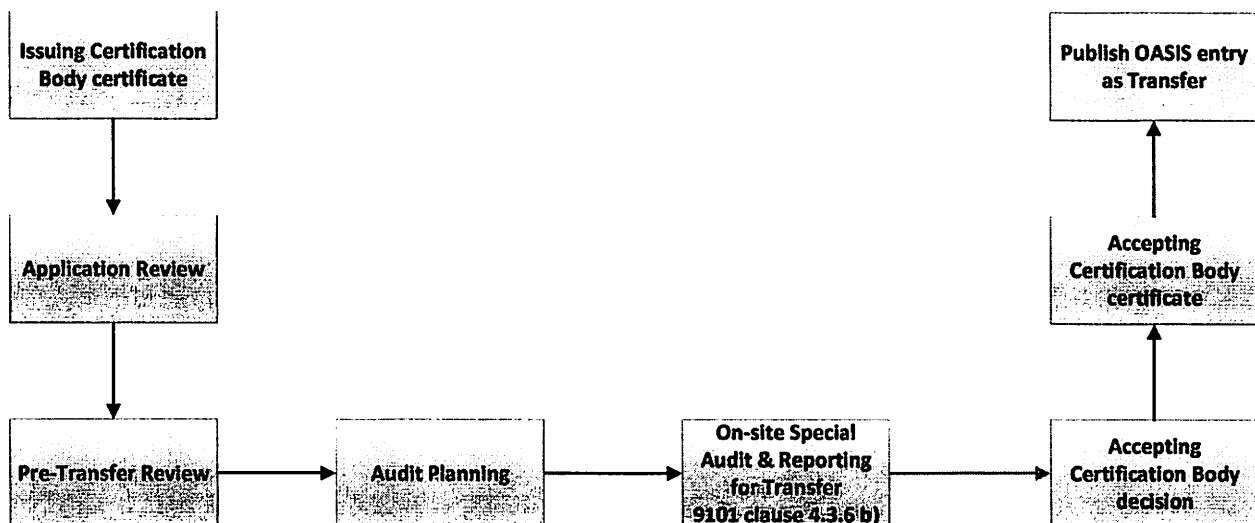 Issuing Certification
Body certificate
Application Review
Pre-Transfer Review
Audit Planning
On-site Special
Audit & Reporting
for Transfer
9101 clause 4.3.6 b)
Accepting
Certification Body
decision
Accepting
Certification Body
certificate
Publish OASIS entry
as Transfer